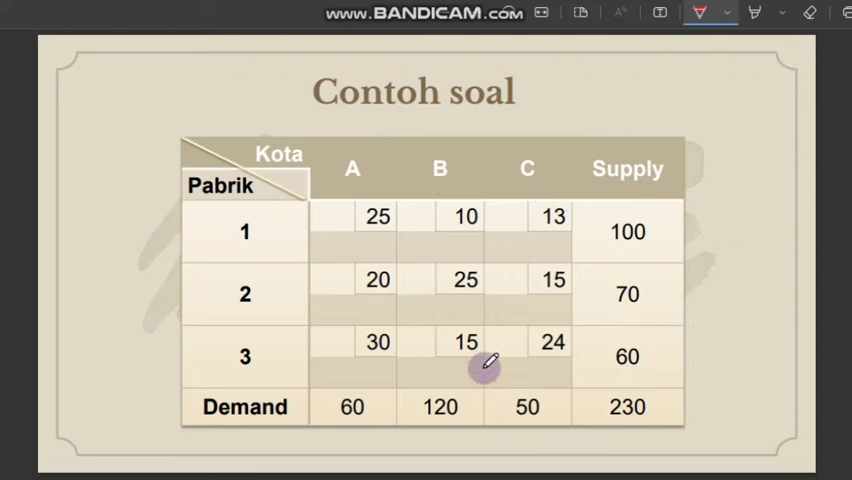 www.BANDICAM.com
Contoh soal
Kota
A B C Supply
Pabrik
25 10 13
1 100
20 25 15
2 70
30 15 24
3 60
Demand 60 120 50 230